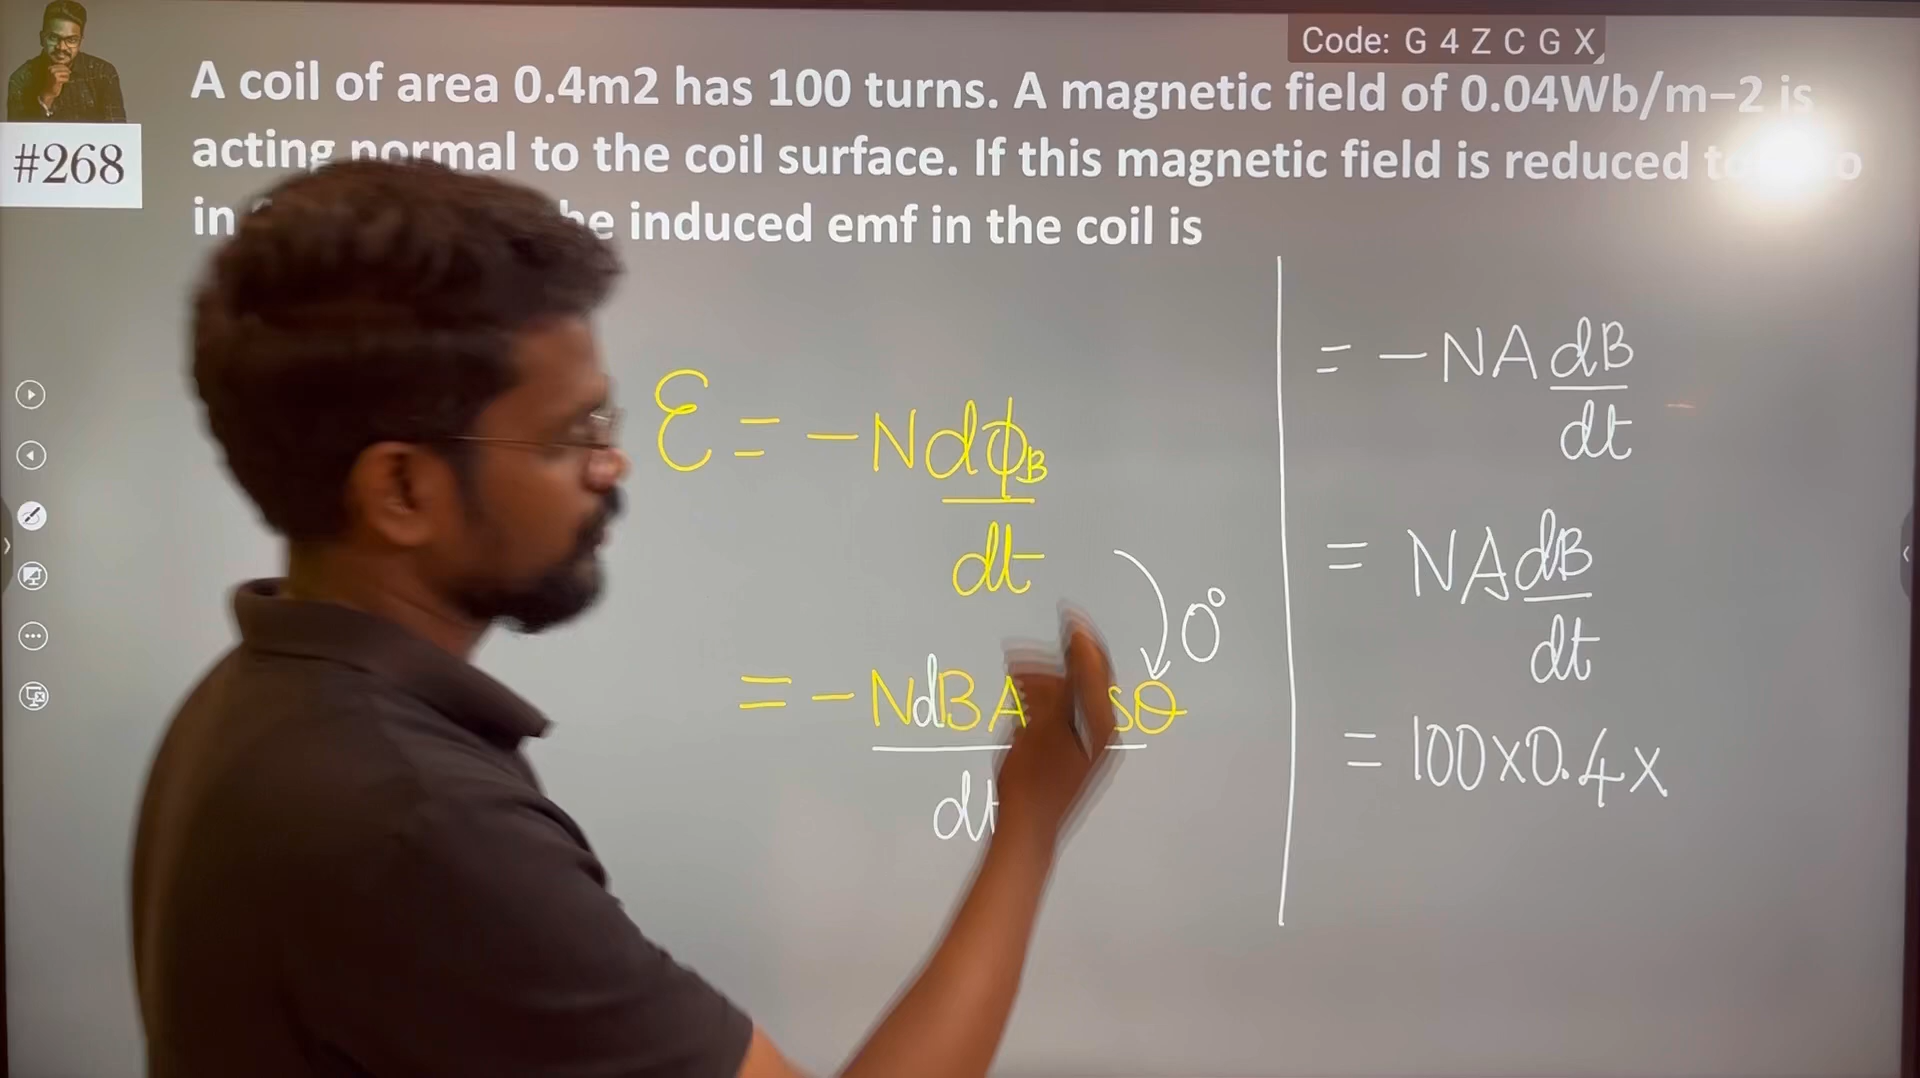 Code: G 4 Z C G X
A coil of area 0.4m2 has 100 turns. A magnetic field of 0.04Wb/m−2 is
#268
acting normal to the coil surface. If this magnetic field is reduced
in induced emf in the coil is
ℰ = - N dϕB
dt
0°
= - NdBA θ
dt
= - NA dB
dt
= NA dB
dt
= 100 x 0.4 x